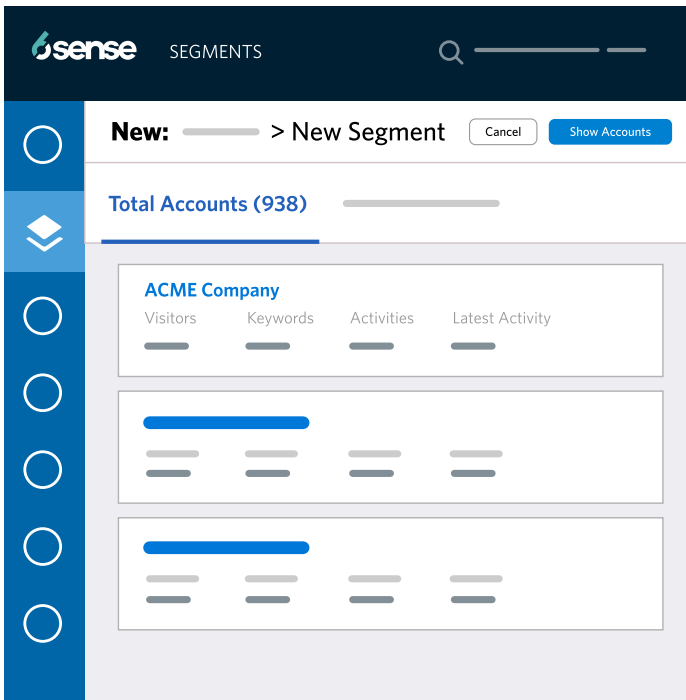 6sense SEGMENTS
New: > New Segment Cancel Show Accounts
Total Accounts (938)
ACME Company
Visitors Keywords Activities Latest Activity